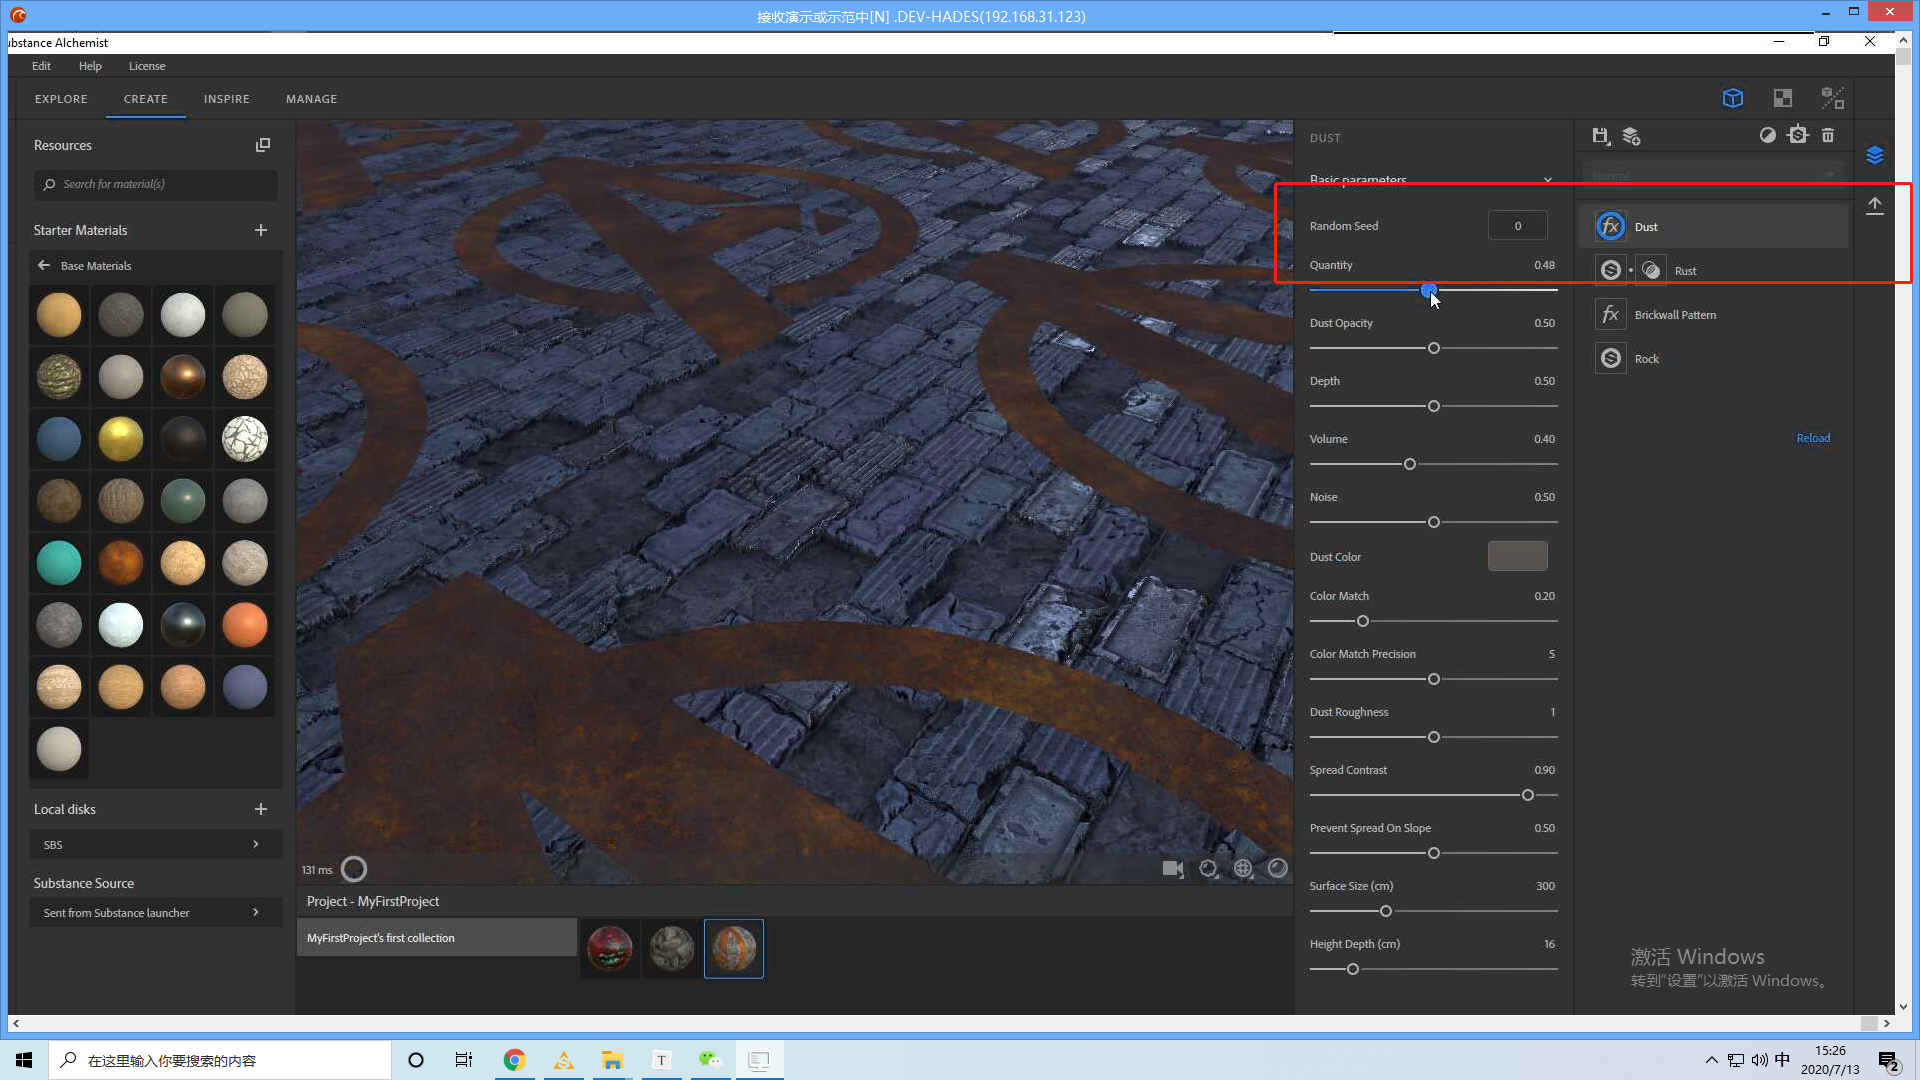 接收演示或示范中[N] .DEV-HADES(192.168.31.123)
ubstance Alchemist
Edit Help License
EXPLORE CREATE INSPIRE MANAGE
Resources
Search for material(s)
Starter Materials
Base Materials
Local disks
SBS
Substance Source
Sent from Substance launcher
131 ms
Project - MyFirstProject
MyFirstProject's first collection
DUST
Basic parameters
Random Seed 0
Quantity 0.48
Dust Opacity 0.50
Depth 0.50
Volume 0.40
Noise 0.50
Dust Color
Color Match 0.20
Color Match Precision 5
Dust Roughness 1
Spread Contrast 0.90
Prevent Spread On Slope 0.50
Surface Size (cm) 300
Height Depth (cm) 16
Normal
Dust
Rust
Brickwall Pattern
Rock
Reload
激活 Windows
转到“设置”以激活 Windows。
在这里输入你要搜索的内容
T
中
15:26
2020/7/13
2